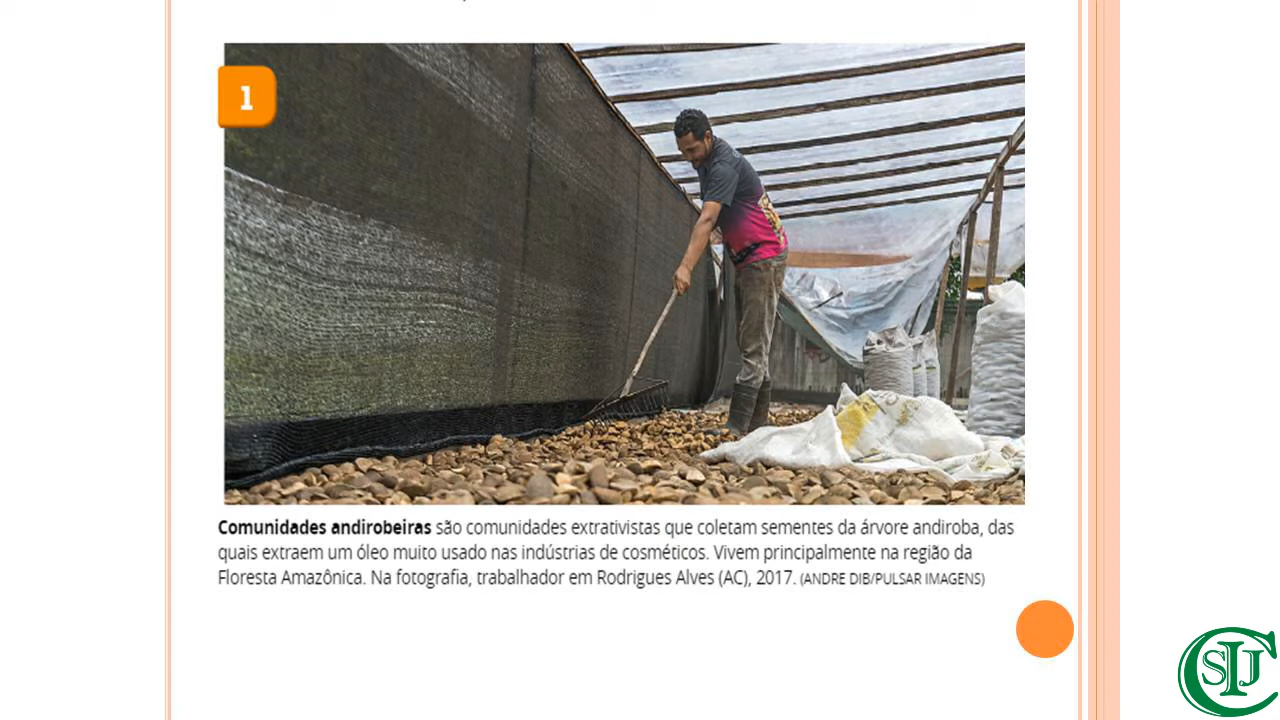 1
Comunidades andirobeiras são comunidades extrativistas que coletam sementes da árvore andiroba, das
quais extraem um óleo muito usado nas indústrias de cosméticos. Vivem principalmente na região da
Floresta Amazônica. Na fotografia, trabalhador em Rodrigues Alves (AC), 2017. (ANDRE DIB/PULSAR IMAGENS)
CSIJ